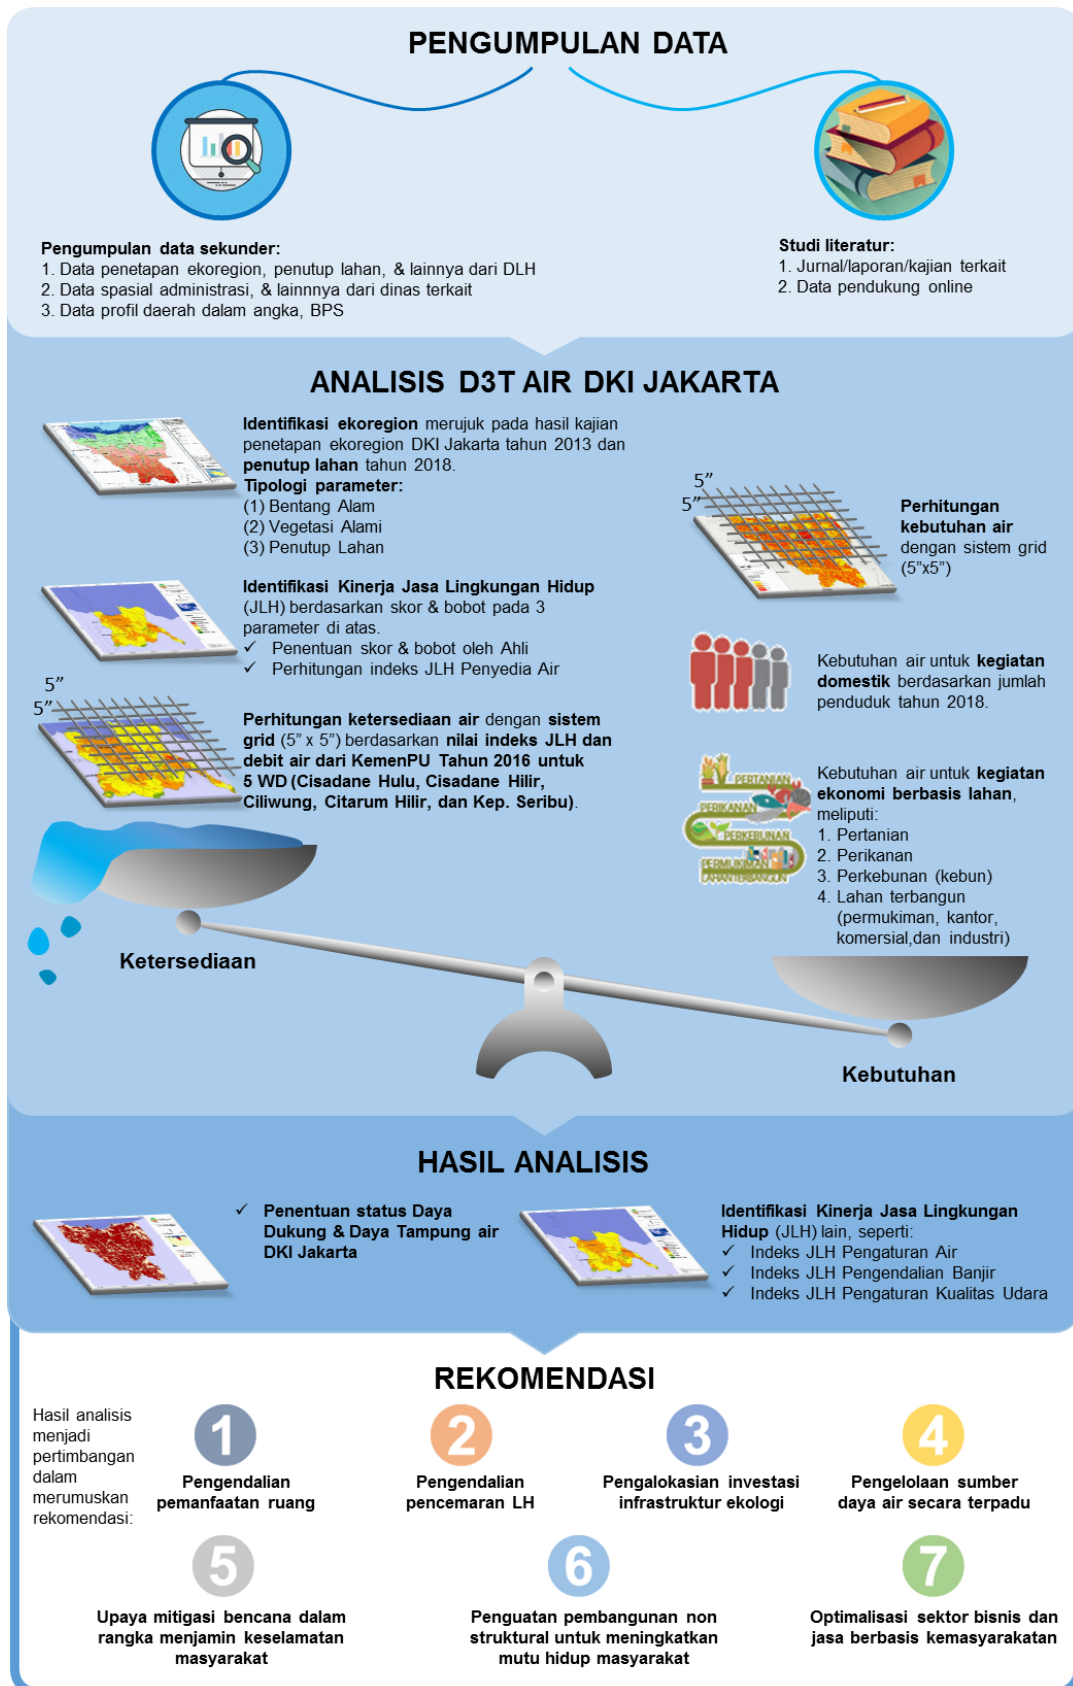 PENGUMPULAN DATA
Pengumpulan data sekunder:
1. Data penetapan ekoregion, penutup lahan, & lainnya dari DLH
2. Data spasial administrasi, & lainnnya dari dinas terkait
3. Data profil daerah dalam angka, BPS
Studi literatur:
1. Jurnal/laporan/kajian terkait
2. Data pendukung online
ANALISIS D3T AIR DKI JAKARTA
Identifikasi ekoregion merujuk pada hasil kajian
penetapan ekoregion DKI Jakarta tahun 2013 dan
penutup lahan tahun 2018.
Tipologi parameter:
(1) Bentang Alam
(2) Vegetasi Alami
(3) Penutup Lahan
Identifikasi Kinerja Jasa Lingkungan Hidup
(JLH) berdasarkan skor & bobot pada 3
parameter di atas.
✓ Penentuan skor & bobot oleh Ahli
✓ Perhitungan indeks JLH Penyedia Air
5”
5”
Perhitungan ketersediaan air dengan sistem
grid (5” x 5”) berdasarkan nilai indeks JLH dan
debit air dari KemenPU Tahun 2016 untuk
5 WD (Cisadane Hulu, Cisadane Hilir,
Ciliwung, Citarum Hilir, dan Kep. Seribu).
5”
5”
Perhitungan
kebutuhan air
dengan sistem grid
(5”x5”)
Kebutuhan air untuk kegiatan
domestik berdasarkan jumlah
penduduk tahun 2018.
PERTANIAN
PERIKANAN
PERKEBUNAN
PERMUKIMAN
LAHAN TERBANGUN
Kebutuhan air untuk kegiatan
ekonomi berbasis lahan,
meliputi:
1. Pertanian
2. Perikanan
3. Perkebunan (kebun)
4. Lahan terbangun
(permukiman, kantor,
komersial,dan industri)
Ketersediaan
Kebutuhan
HASIL ANALISIS
✓ Penentuan status Daya
Dukung & Daya Tampung air
DKI Jakarta
Identifikasi Kinerja Jasa Lingkungan
Hidup (JLH) lain, seperti:
✓ Indeks JLH Pengaturan Air
✓ Indeks JLH Pengendalian Banjir
✓ Indeks JLH Pengaturan Kualitas Udara
REKOMENDASI
Hasil analisis
menjadi
pertimbangan
dalam
merumuskan
rekomendasi:
1
Pengendalian
pemanfaatan ruang
2
Pengendalian
pencemaran LH
3
Pengalokasian investasi
infrastruktur ekologi
4
Pengelolaan sumber
daya air secara terpadu
5
Upaya mitigasi bencana dalam
rangka menjamin keselamatan
masyarakat
6
Penguatan pembangunan non
struktural untuk meningkatkan
mutu hidup masyarakat
7
Optimalisasi sektor bisnis dan
jasa berbasis kemasyarakatan